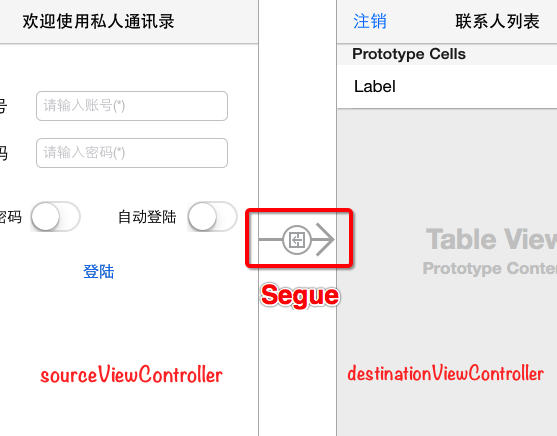 欢迎使用私人通讯录
号
请输入账号(*)
码
请输入密码(*)
密码
自动登陆
登陆
sourceViewController
Segue
注销
联系人列表
Prototype Cells
Label
Table View
Prototype Conten
destinationViewController